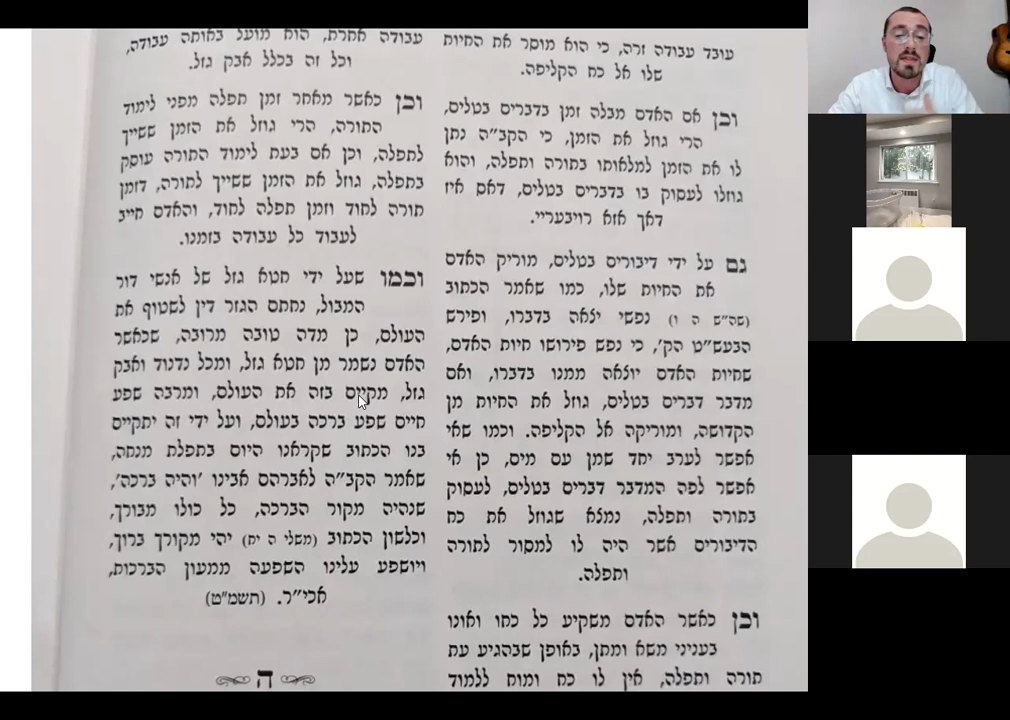 עובד עבודה זרה, כי הוא מוסר את החיות
שלו אל כח הקליפה.
וכן אם האדם מבלה זמן בדברים בטלים,
הרי גוזל את הזמן, כי הקב״ה נתן
לו את הזמן למלאותו בתורה ותפלה, והוא
גוזלו לעסוק בו בדברים בטלים, דאם איז
דאך אזא רויבעריי.
גם על ידי דיבורים בטלים, מוריק האדם
את החיות שלו, כמו שאמר הכתוב
(שה״ש ה ו) נפשי יצאה בדברו, ופירש
הבעש״ט הק׳, כי נפש פירושו חיות האדם,
שחיות האדם יוצאה ממנו בדברו, ואם
מדבר דברים בטלים, גוזל את החיות מן
הקדושה, ומוריקה אל הקליפה. וכמו שאי
אפשר לערב יחד שמן עם מים, כן אי
אפשר לפה המדבר דברים בטלים, לעסוק
בתורה ותפלה, נמצא שגוזל את כח
הדיבורים אשר היה לו למסור לתורה
ותפלה.
וכן כאשר האדם משקיע כל כחו ואונו
בעניני משא ומתן, באופן שבהגיע עת
תורה ותפלה, אין לו כח ומוח ללמוד
עבודה אחרת, הוא מועל באותה עבודה,
וכל זה בכלל אבק גזל.
וכן כאשר מאחר זמן תפלה מפני לימוד
התורה, הרי גוזל את הזמן ששייך
לתפלה, וכן אם בעת לימוד התורה עוסק
בתפלה, גוזל את הזמן ששייך לתורה, דזמן
תורה לחוד וזמן תפלה לחוד, והאדם חייב
לעבוד כל עבודה בזמנו.
וכמו שעל ידי חטא גזל של אנשי דור
המבול, נחתם הגזר דין לשטוף את
העולם, כן מדה טובה מרובה, שכאשר
האדם נשמר מן חטא גזל, ומכל נדנוד ואבק
גזל, מקיים בזה את העולם, ומרבה שפע
חיים שפע ברכה בעולם, ועל ידי זה יתקיים
בנו הכתוב שקראנו היום בתפלת מנחה,
שאמר הקב״ה לאברהם אבינו ׳והיה ברכה׳,
שנהיה מקור הברכה, כל כולו מבורך,
וכלשון הכתוב (משלי ה יח) יהי מקורך ברוך,
ויושפע עלינו השפעה ממעון הברכות,
אכי״ר. (תשמ״ט)
ה